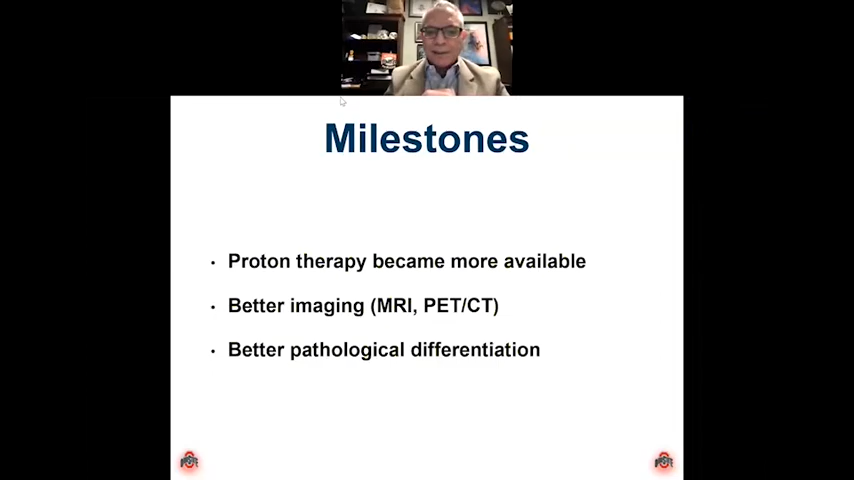 Milestones
• Proton therapy became more available
• Better imaging (MRI, PET/CT)
• Better pathological differentiation